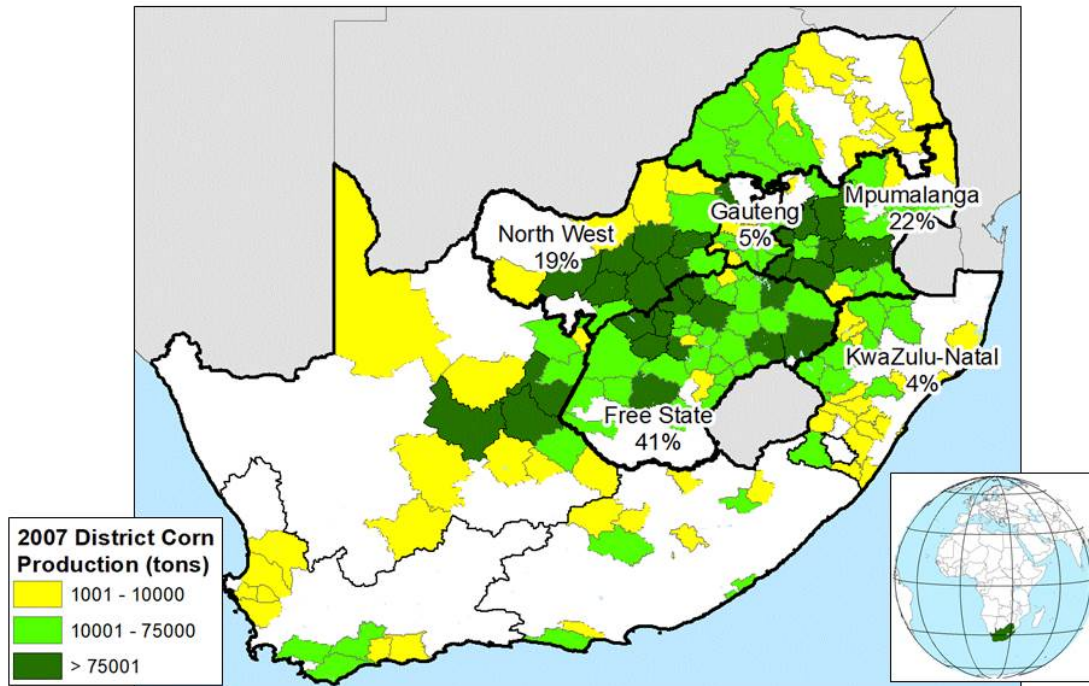 Mpumalanga
22%
Gauteng
5%
North West
19%
KwaZulu-Natal
4%
Free State
41%
2007 District Corn
Production (tons)
1001 - 10000
10001 - 75000
> 75001